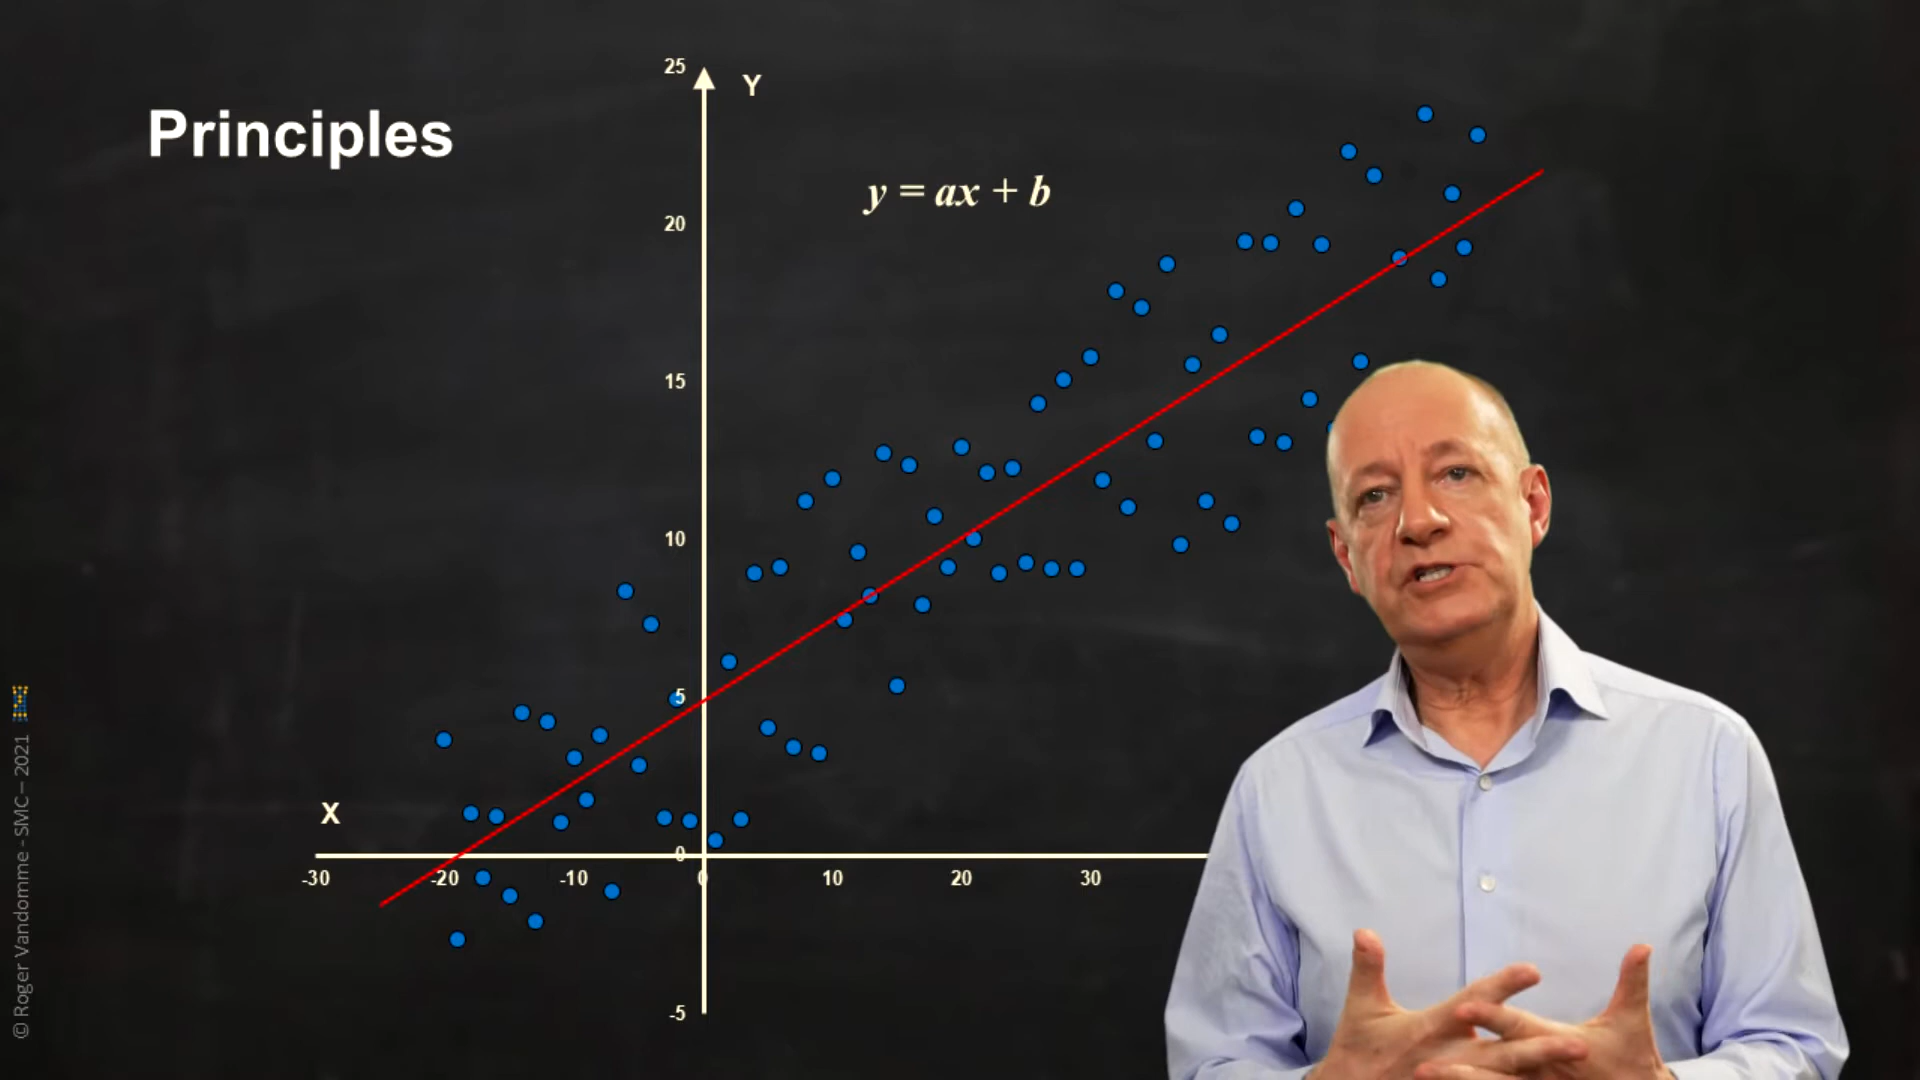 Principles
Y
y = ax + b
25
20
15
10
5
0
-5
X
-30 -20 -10 0 10 20 30
© Roger Vandomme - SMC – 2021